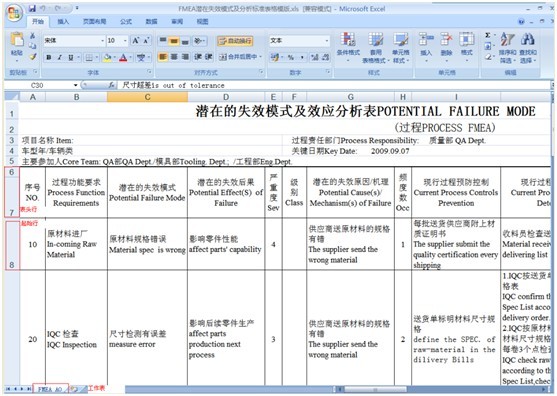 FMEA潜在失效模式及分析标准表格模版.xls [兼容模式] - Microsoft Excel
开始 插入 页面布局 公式 数据 审阅 视图
宋体 10 自动换行 文本
粘贴 合并后居中 条件格式 套用表格格式 单元格样式 插入 删除 格式 排序和筛选 查找和选择
剪贴板 字体 对齐方式 数字 样式 单元格 编辑
C30 尺寸超差is out of tolerance
A B C D E F G H I
1 潜在的失效模式及效应分析表POTENTIAL FAILURE MODE
2 (过程PROCESS FMEA)
3 项目名称 Item: 过程责任部门Process Responsibility: 质量部 QA Dept.
4 车型年/车辆类 关键日期Key Date: 2009.09.07
5 主要参加人Core Team: QA部QA Dept./模具部Tooling. Dept.; /工程部Eng.Dept.
6
7
表头行
序号
NO.
过程功能要求
Process Function
Requirements
潜在的失效模式
Potential Failure Mode
潜在的失效后果
Potential Effect(S) of
Failure
严重度
Sev
级别
Class
潜在的失效原因/机理
Potential Cause(s)/
Mechanism(s) of Failure
频度数
Occ
现行过程预防控制
Current Process Controls
Prevention
现行过
Current Pro
Det
起始行
8
10
原材料进厂
In-coming Raw
Material
原材料规格错误
Material spec is wrong
影响零件性能
affect parts' capability
4
供应商送原材料的规格
有错
The supplier send the
wrong material
1
每批送货供应商附上材
质证明书
The supplier submit the
quality certification every
shipping
收料员检查送
Material receiv
delivering list
20
IQC 检查
IQC Inspection
尺寸检测有误差
measure error
影响后续零件生产
affect parts
production next
process
3
供应商送原材料的规格
有错
The supplier send the
wrong material
2
送货单标明材料尺寸规
格
define the SPEC. of
raw-material in the
dilivery Bills
1.IQC按送货单
格表
IQC confirm th
Spec List accor
delivery order.
2.IQC按原材料
材料尺寸规格
每卷3个点检查
IQC check raw
according to th
Spec List,chec
FMEA A0 工作表